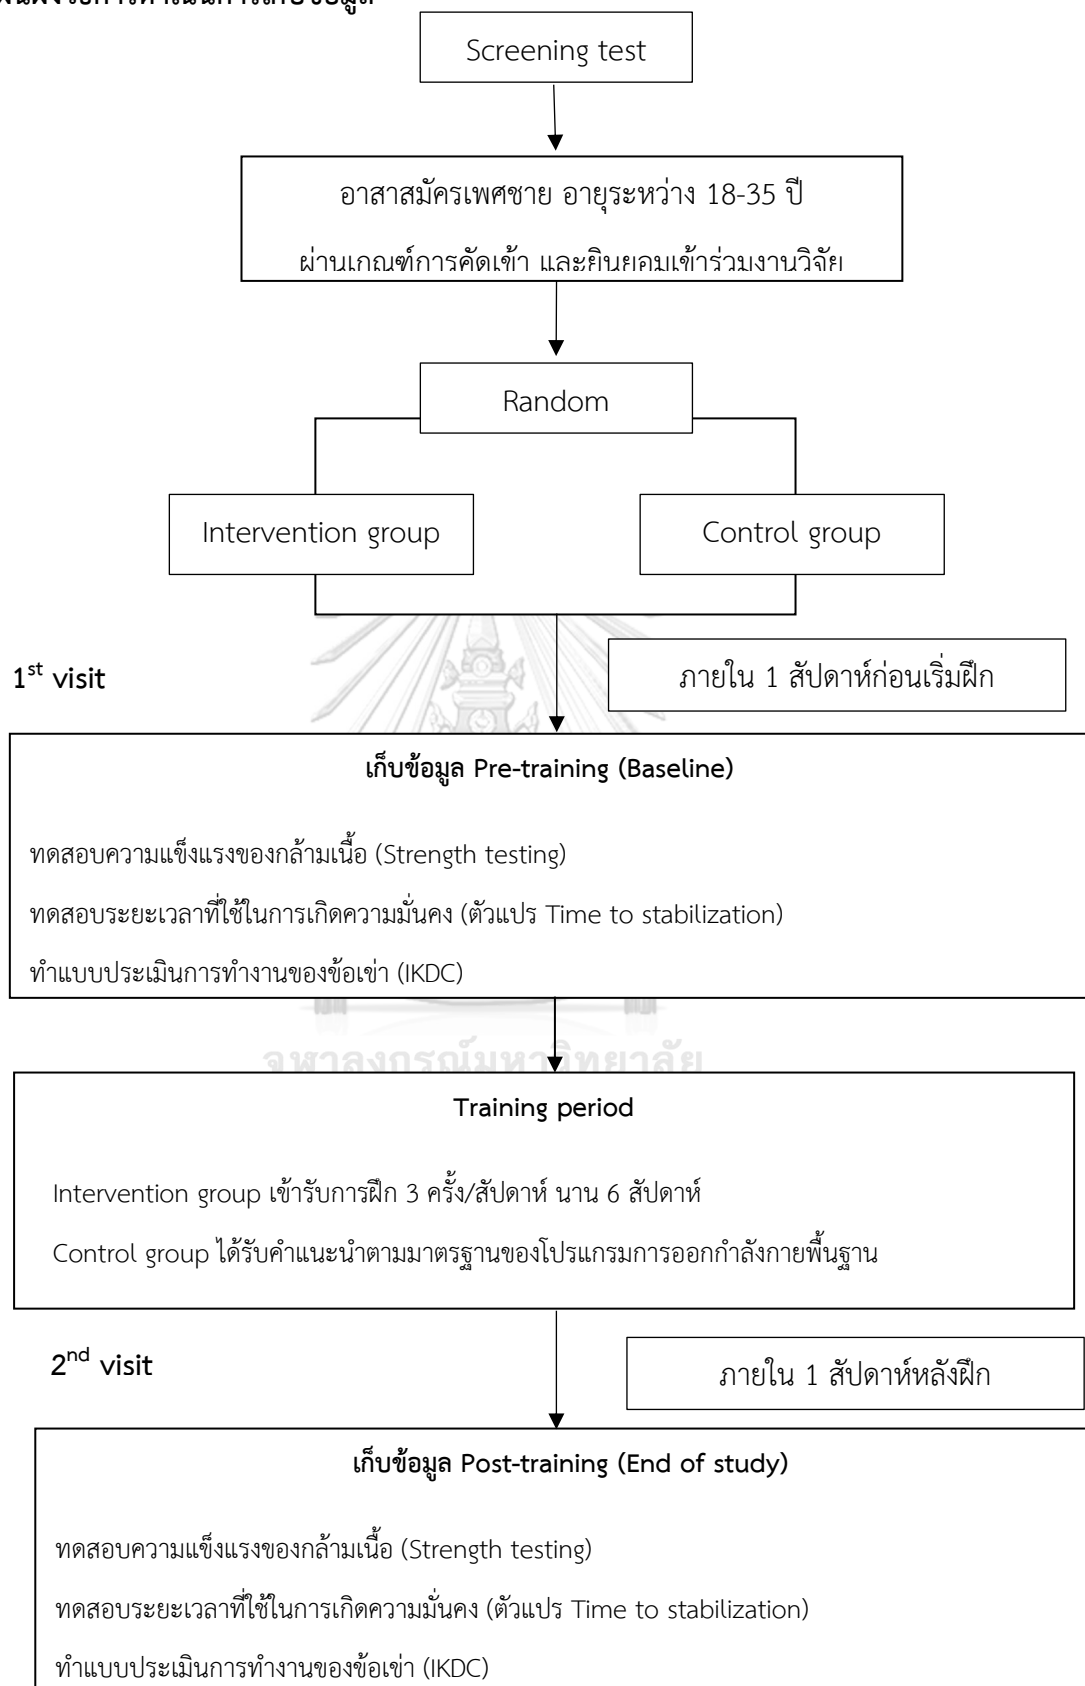 Screening test
อาสาสมัครเพศชาย อายุระหว่าง 18-35 ปี
ผ่านเกณฑ์การคัดเข้า และยินยอมเข้าร่วมงานวิจัย
Random
Intervention group
Control group
1st visit
ภายใน 1 สัปดาห์ก่อนเริ่มฝึก
เก็บข้อมูล Pre-training (Baseline)
ทดสอบความแข็งแรงของกล้ามเนื้อ (Strength testing)
ทดสอบระยะเวลาที่ใช้ในการเกิดความมั่นคง (ตัวแปร Time to stabilization)
ทำแบบประเมินการทำงานของข้อเข่า (IKDC)
จุฬาลงกรณ์มหาวิทยาลัย
Training period
Intervention group เข้ารับการฝึก 3 ครั้ง/สัปดาห์ นาน 6 สัปดาห์
Control group ได้รับคำแนะนำตามมาตรฐานของโปรแกรมการออกกำลังกายพื้นฐาน
2nd visit
ภายใน 1 สัปดาห์หลังฝึก
เก็บข้อมูล Post-training (End of study)
ทดสอบความแข็งแรงของกล้ามเนื้อ (Strength testing)
ทดสอบระยะเวลาที่ใช้ในการเกิดความมั่นคง (ตัวแปร Time to stabilization)
ทำแบบประเมินการทำงานของข้อเข่า (IKDC)